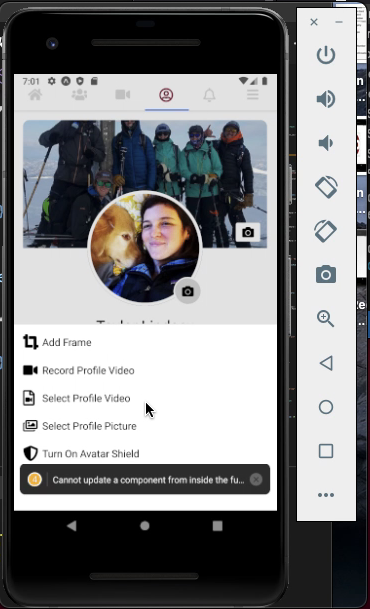 7:01
Add Frame
Record Profile Video
Select Profile Video
Select Profile Picture
Turn On Avatar Shield
4 Cannot update a component from inside the fu...